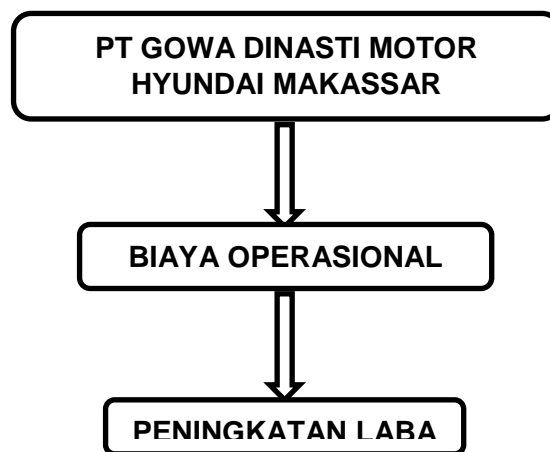 PT GOWA DINASTI MOTOR
HYUNDAI MAKASSAR
BIAYA OPERASIONAL
PENINGKATAN LABA